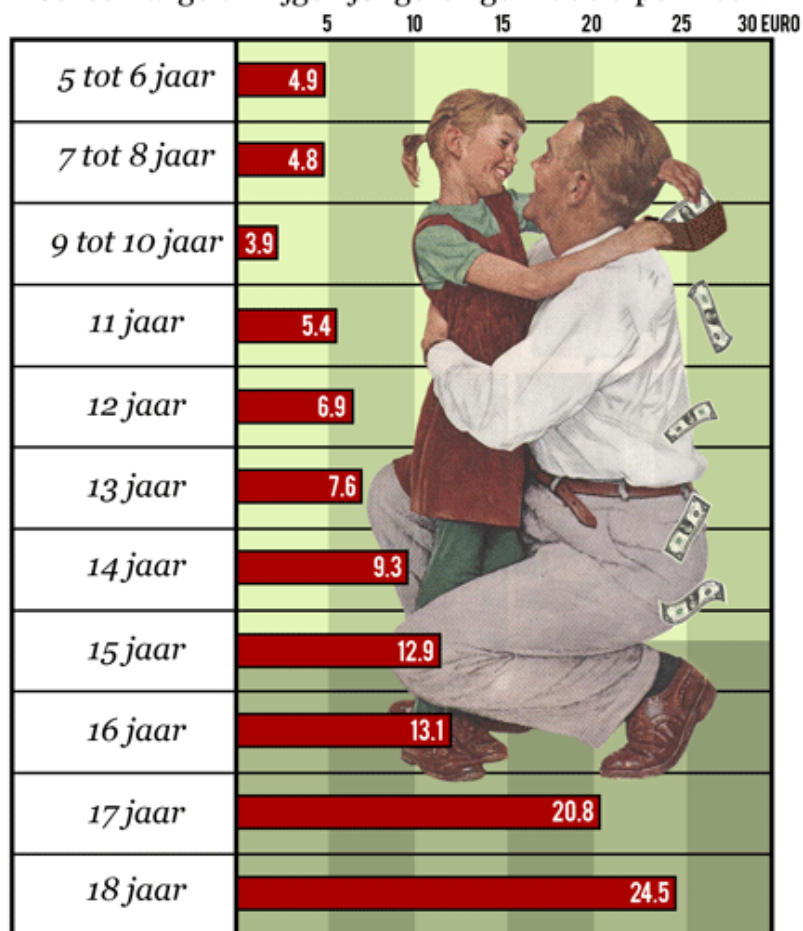 5 10 15 20 25 30 EURO
5 tot 6 jaar 4.9
7 tot 8 jaar 4.8
9 tot 10 jaar 3.9
11 jaar 5.4
12 jaar 6.9
13 jaar 7.6
14 jaar 9.3
15 jaar 12.9
16 jaar 13.1
17 jaar 20.8
18 jaar 24.5